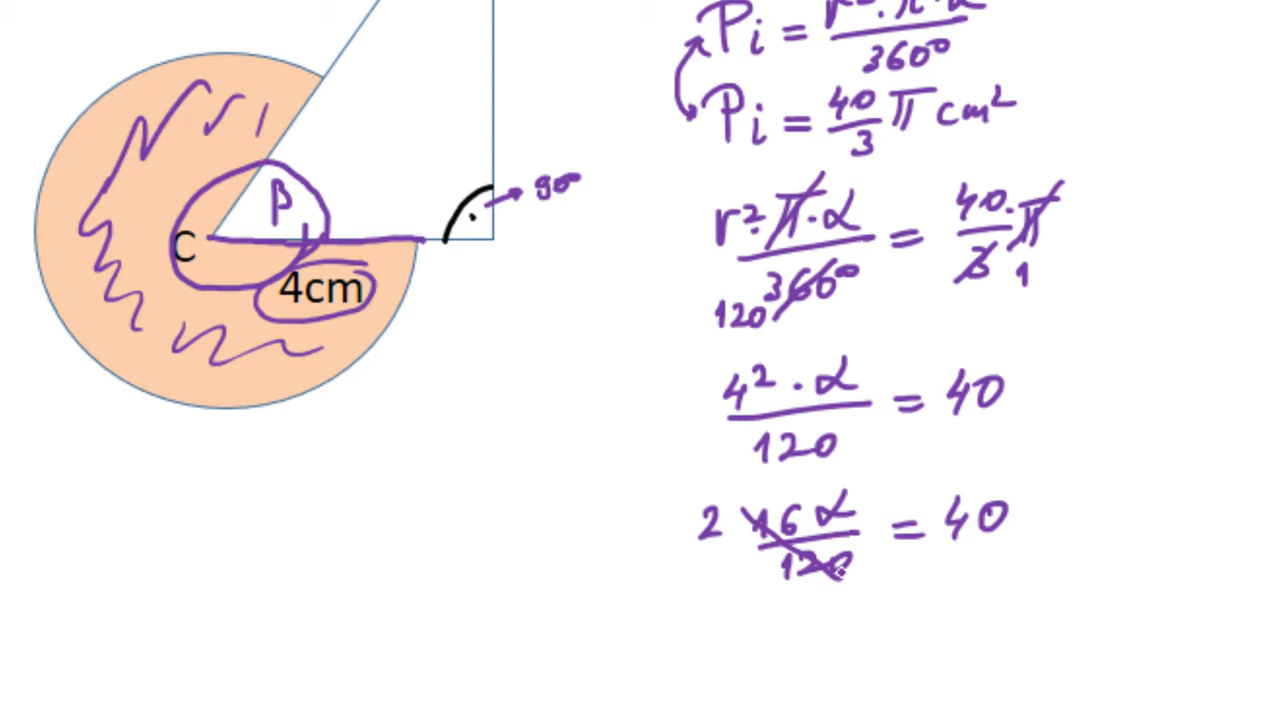 β
C
4cm
90°
Pi = r²·π·α / 360°
Pi = 40/3 π cm²
r²·π·α / 360° = 40·π / 3
120 1
4²·α / 120 = 40
2 16α / 120 = 40